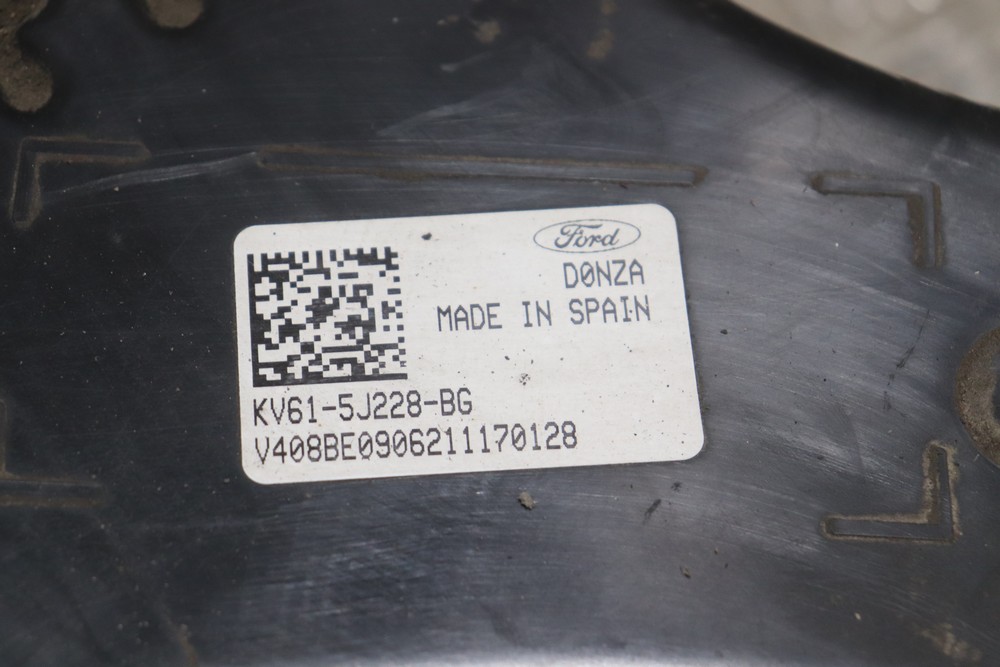 Ford
D0NZA
MADE IN SPAIN
KV61-5J228-BG
V408BE0906211170128